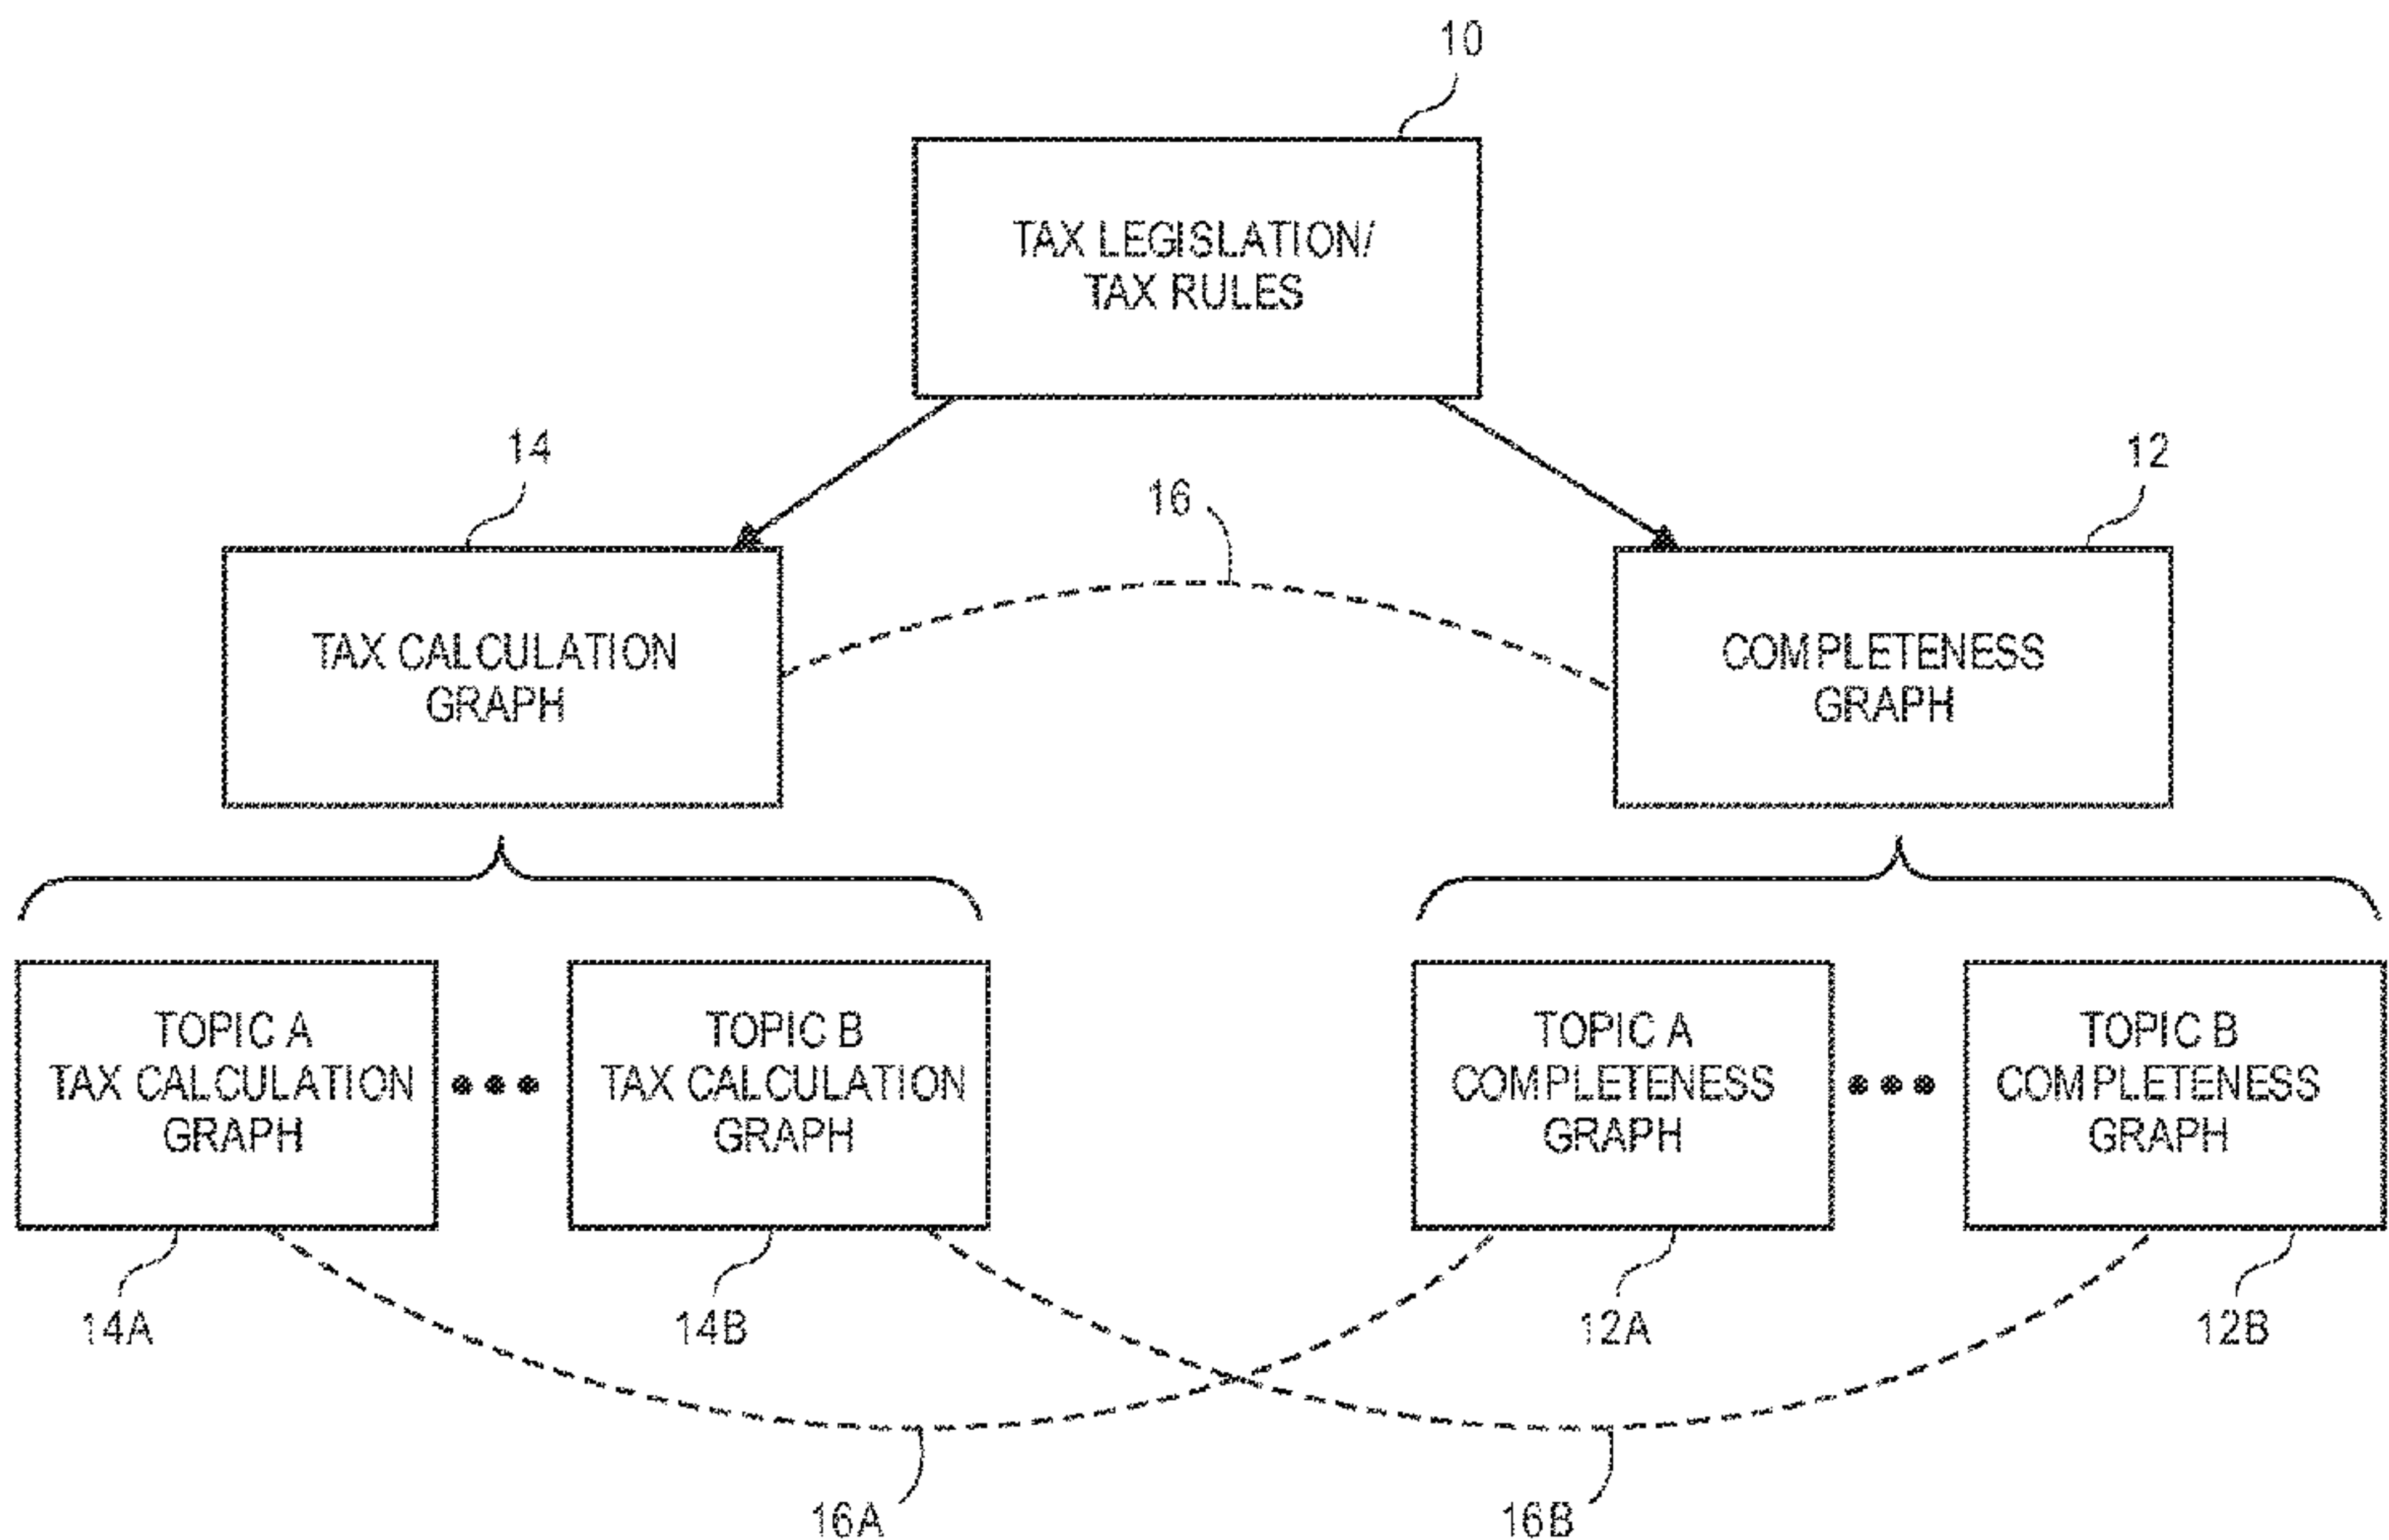 10
TAX LEGISLATION/
TAX RULES
14
16
12
TAX CALCULATION
GRAPH
COMPLETENESS
GRAPH
TOPIC A
TAX CALCULATION
GRAPH
TOPIC B
TAX CALCULATION
GRAPH
TOPIC A
COMPLETENESS
GRAPH
TOPIC B
COMPLETENESS
GRAPH
14A
14B
12A
12B
16A
16B